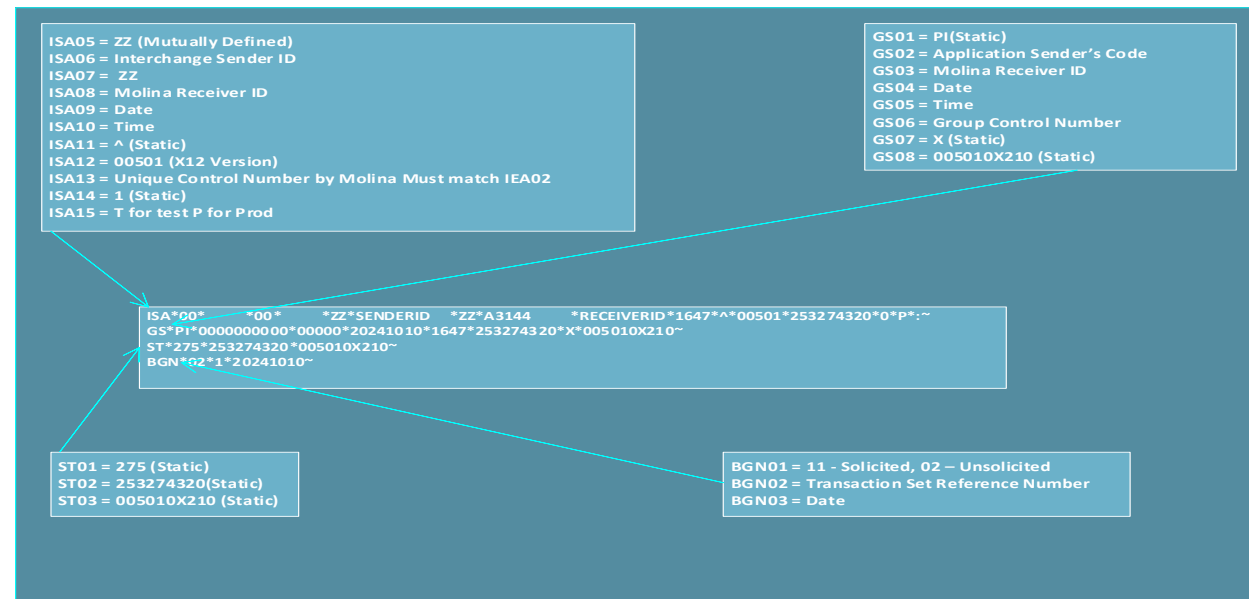 ISA05 = ZZ (Mutually Defined)
ISA06 = Interchange Sender ID
ISA07 =  ZZ
ISA08 = Molina Receiver ID
ISA09 = Date
ISA10 = Time
ISA11 = ^ (Static)
ISA12 = 00501 (X12 Version)
ISA13 = Unique Control Number by Molina Must match IEA02
ISA14 = 1 (Static)
ISA15 = T for test P for Prod
GS01 = PI(Static)
GS02 = Application Sender's Code
GS03 = Molina Receiver ID
GS04 = Date
GS05 = Time
GS06 = Group Control Number
GS07 = X (Static)
GS08 = 005010X210 (Static)
ISA*00*          *00*          *ZZ*SENDERID     *ZZ*A3144          *RECEIVERID*1647*^*00501*253274320*0*P*:~
GS*PI*0000000000*00000*20241010*1647*253274320*X*005010X210~
ST*275*253274320*005010X210~
BGN*02*1*20241010~
ST01 = 275 (Static)
ST02 = 253274320(Static)
ST03 = 005010X210 (Static)
BGN01 = 11 - Solicited, 02 – Unsolicited
BGN02 = Transaction Set Reference Number
BGN03 = Date